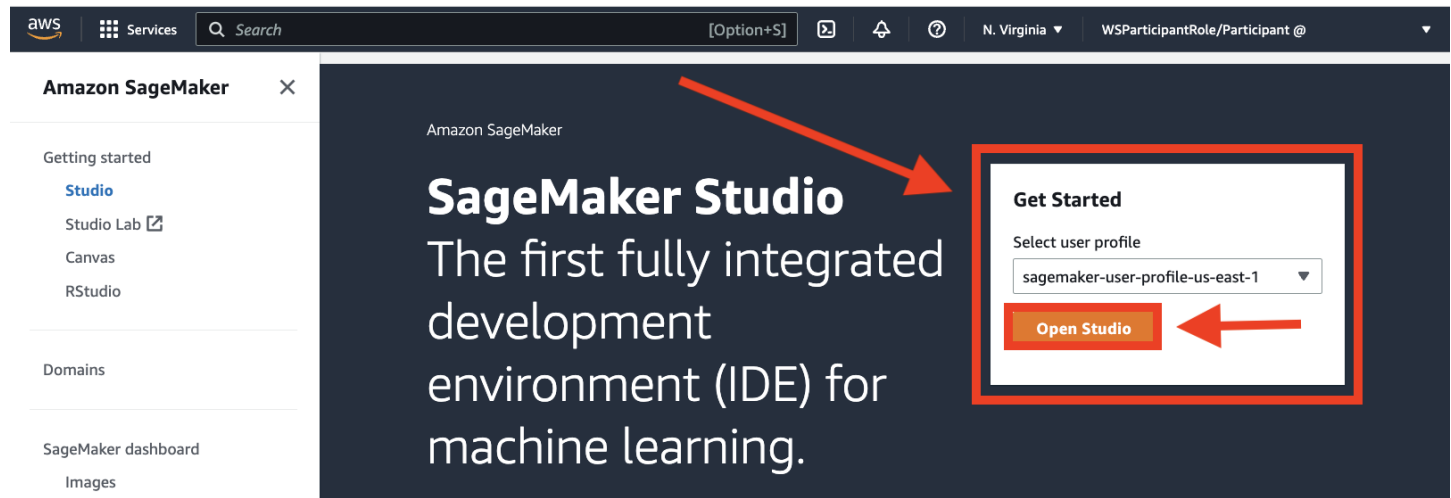 aws
Services
Search
[Option+S]
N. Virginia
WSParticipantRole/Participant @
Amazon SageMaker
Getting started
Studio
Studio Lab
Canvas
RStudio
Domains
SageMaker dashboard
Images
Amazon SageMaker
SageMaker Studio
The first fully integrated
development
environment (IDE) for
machine learning.
Get Started
Select user profile
sagemaker-user-profile-us-east-1
Open Studio